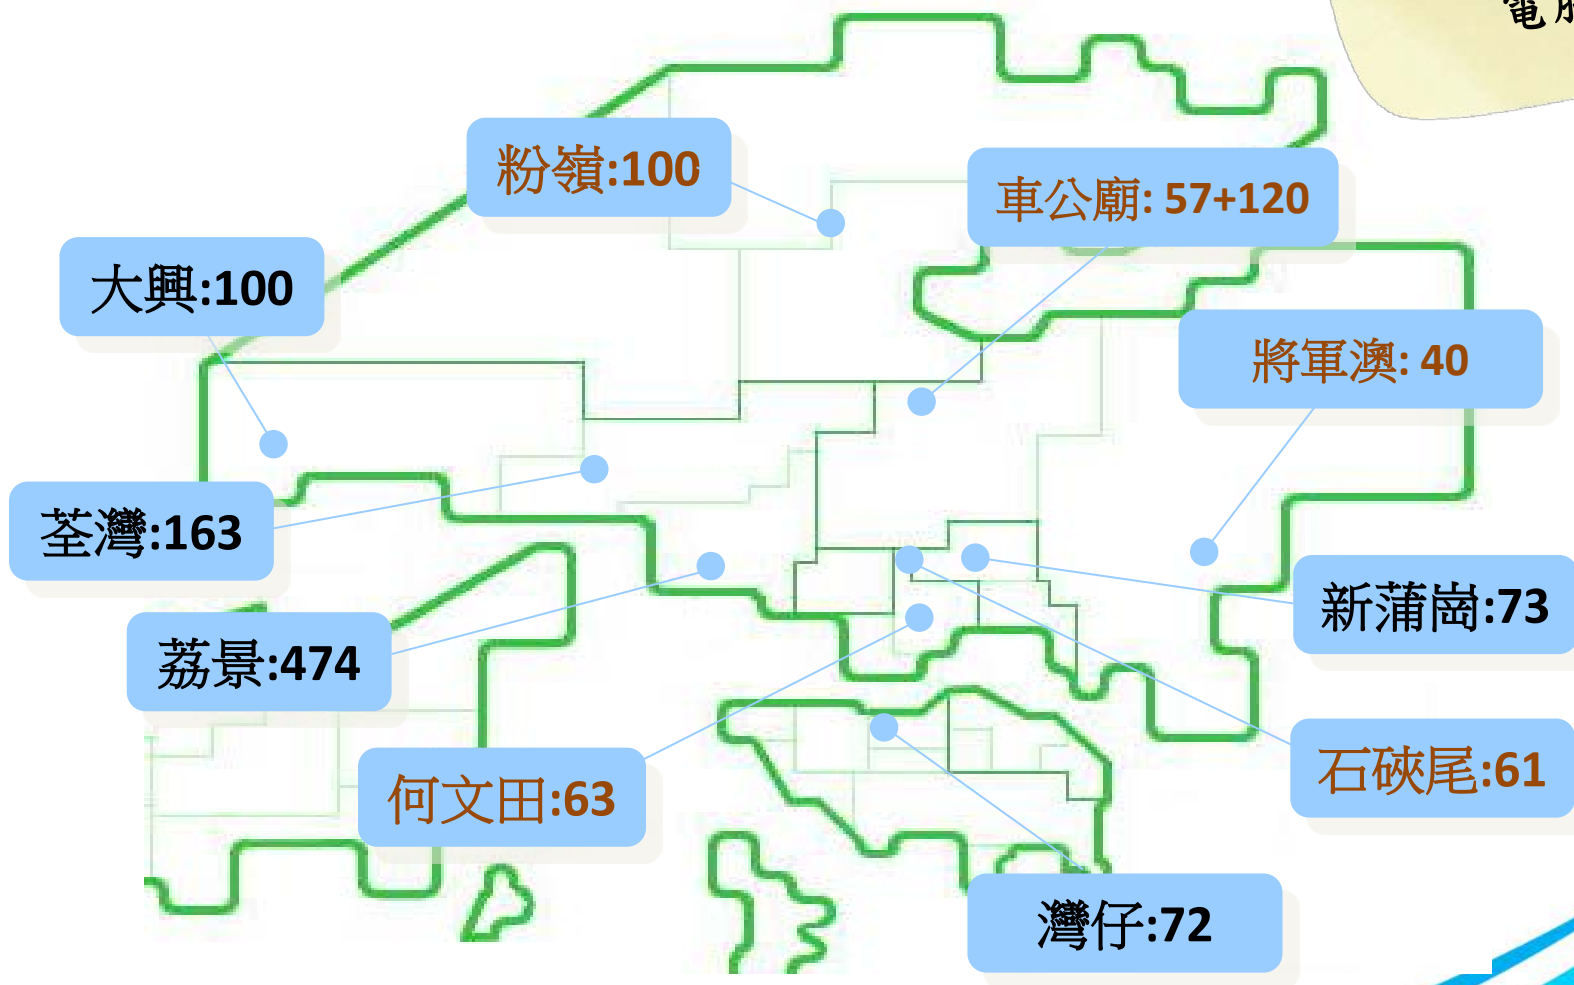 電
粉嶺:100
車公廟: 57+120
大興:100
將軍澳: 40
荃灣:163
新蒲崗:73
荔景:474
石硤尾:61
何文田:63
灣仔:72